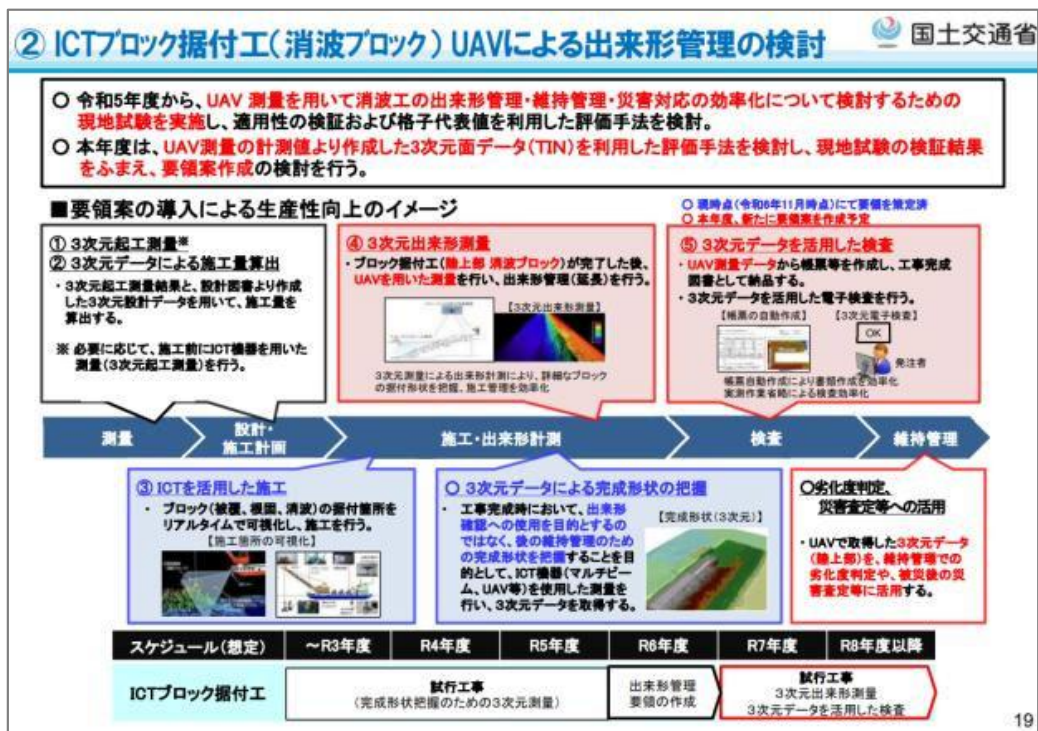 ② ICTブロック据付工(消波ブロック) UAVによる出来形管理の検討
国土交通省
○ 令和5年度から、UAV 測量を用いて消波工の出来形管理・維持管理・災害対応の効率化について検討するための
現地試験を実施し、適用性の検証および格子代表値を利用した評価手法を検討。
○ 本年度は、UAV測量の計測値より作成した3次元面データ(TIN)を利用した評価手法を検討し、現地試験の検証結果
をふまえ、要領案作成の検討を行う。
■要領案の導入による生産性向上のイメージ
○ 現時点(令和6年11月時点)にて要領を策定済
○ 本年度、新たに要領案を作成予定
① 3次元起工測量※
② 3次元データによる施工量算出
・3次元起工測量結果と、設計図書より作成
した3次元設計データを用いて、施工量を
算出する。
※ 必要に応じて、施工前にICT機器を用いた
測量(3次元起工測量)を行う。
④ 3次元出来形測量
・ブロック据付工(陸上部 消波ブロック)が完了した後、
UAVを用いた測量を行い、出来形管理(延長)を行う。
【3次元出来形測量】
3次元測量による出来形計測により、詳細なブロック
の据付形状を把握、施工管理を効率化
⑤ 3次元データを活用した検査
・UAV測量データから帳票等を作成し、工事完成
図書として納品する。
・3次元データを活用した電子検査を行う。
【帳票の自動作成】 【3次元電子検査】
OK
発注者
帳票自動作成により書類作成を効率化
実測作業省略による検査効率化
測量
設計・
施工計画
施工・出来形計測
検査
維持管理
③ ICTを活用した施工
・ブロック(被覆、根固、消波)の据付箇所を
リアルタイムで可視化し、施工を行う。
【施工箇所の可視化】
○ 3次元データによる完成形状の把握
・工事完成時において、出来形
確認への使用を目的とするの
ではなく、後の維持管理のため
の完成形状を把握することを目
的として、ICT機器(マルチビー
ム、UAV等)を使用した測量を
行い、3次元データを取得する。
【完成形状(3次元)】
○劣化度判定、
災害査定等への活用
・UAVで取得した3次元データ
(陸上部)を、維持管理での
劣化度判定や、被災後の災
害査定等に活用する。
スケジュール(想定) ～R3年度 R4年度 R5年度 R6年度 R7年度 R8年度以降
ICTブロック据付工
試行工事
(完成形状把握のための3次元測量)
出来形管理
要領の作成
試行工事
3次元出来形測量
3次元データを活用した検査
19